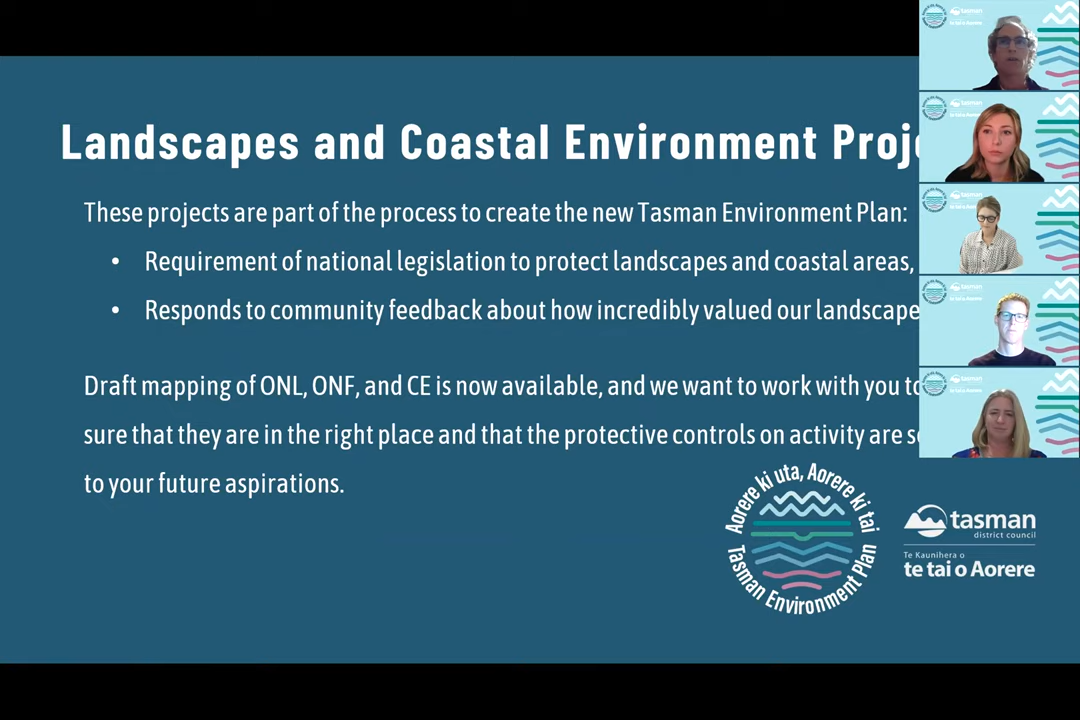 Landscapes and Coastal Environment Proj
These projects are part of the process to create the new Tasman Environment Plan:
• Requirement of national legislation to protect landscapes and coastal areas,
• Responds to community feedback about how incredibly valued our landscape
Draft mapping of ONL, ONF, and CE is now available, and we want to work with you to
sure that they are in the right place and that the protective controls on activity are
to your future aspirations.
Aorere ki uta, Aorere ki tai
Tasman Environment Plan
tasman
district council
Te Kaunihera o
te tai o Aorere